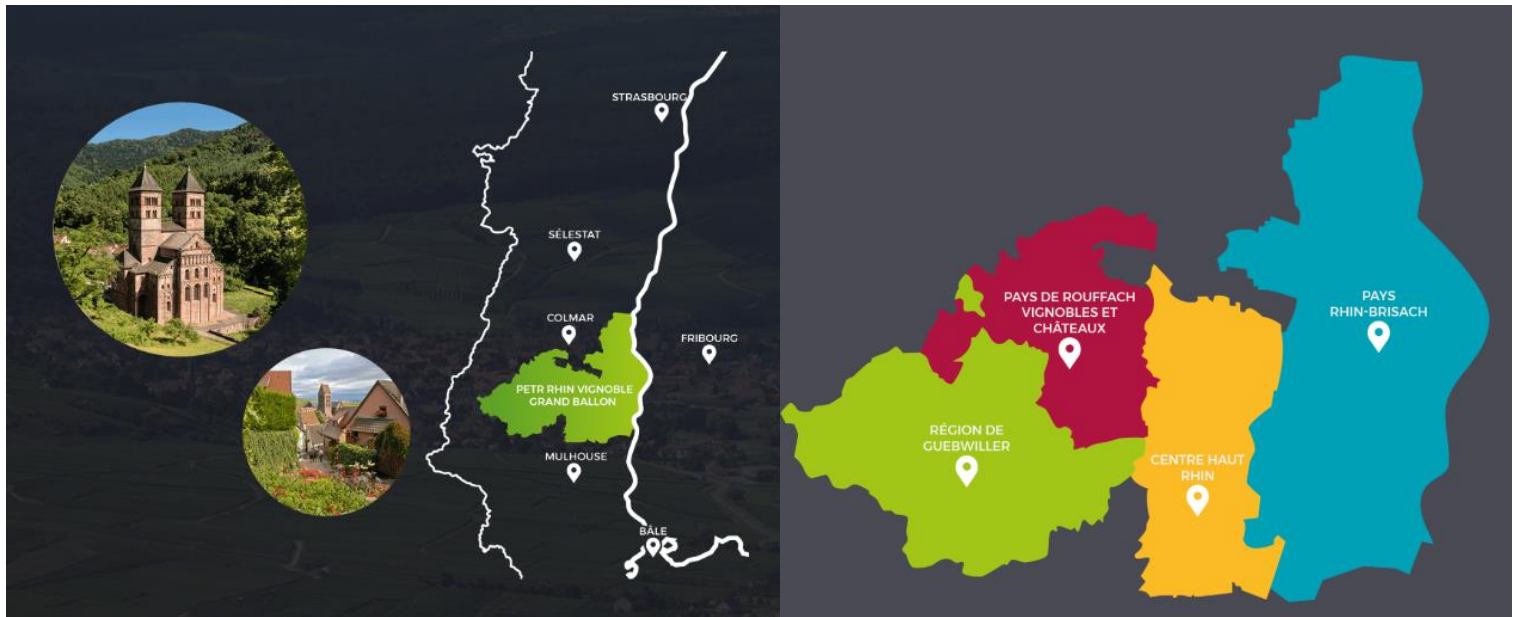 STRASBOURG
SÉLESTAT
COLMAR
FRIBOURG
PETR RHIN VIGNOBLE
GRAND BALLON
MULHOUSE
BÂLE
PAYS DE ROUFFACH
VIGNOBLES ET
CHÂTEAUX
PAYS
RHIN-BRISACH
RÉGION DE
GUEBWILLER
CENTRE HAUT
RHIN